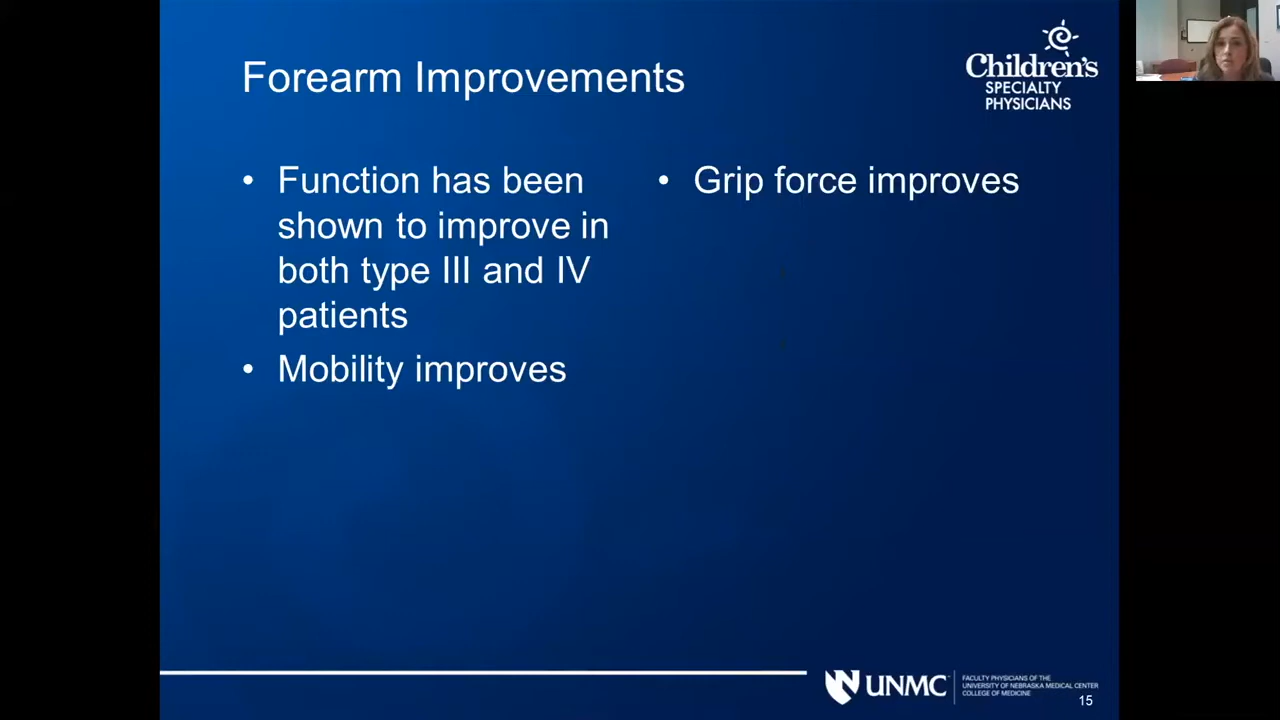 Forearm Improvements
Children's
SPECIALTY
PHYSICIANS
• Function has been
shown to improve in
both type III and IV
patients
• Mobility improves
• Grip force improves
UNMC
FACULTY PHYSICIANS OF THE
UNIVERSITY OF NEBRASKA MEDICAL CENTER
COLLEGE OF MEDICINE
15